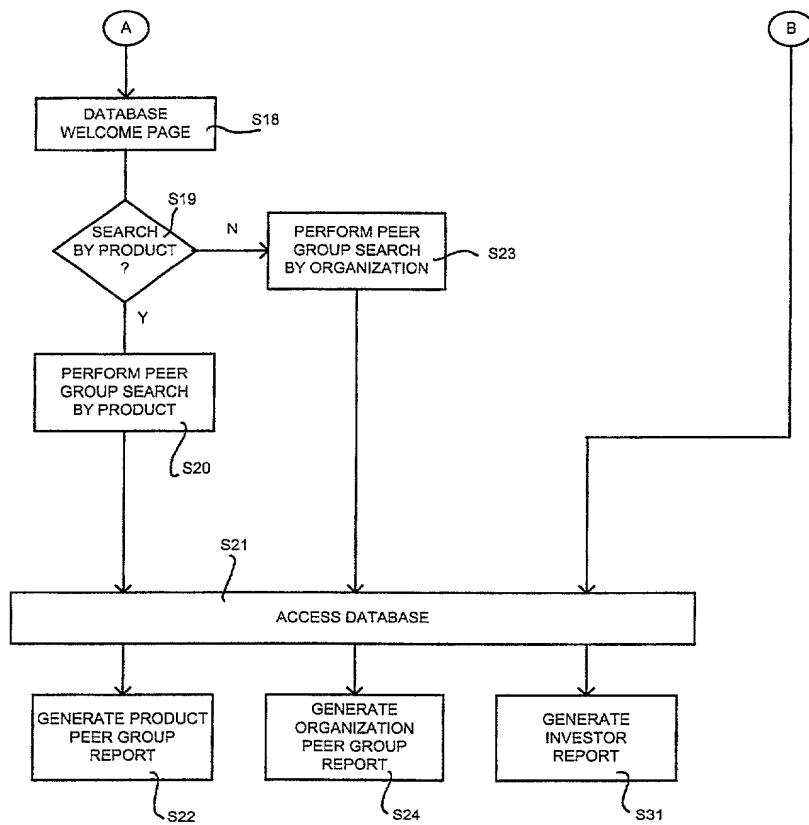 A
B
DATABASE
WELCOME PAGE
S18
S19
SEARCH
BY PRODUCT
?
N
PERFORM PEER
GROUP SEARCH
BY ORGANIZATION
S23
Y
PERFORM PEER
GROUP SEARCH
BY PRODUCT
S20
S21
ACCESS DATABASE
GENERATE PRODUCT
PEER GROUP
REPORT
S22
GENERATE
ORGANIZATION
PEER GROUP
REPORT
S24
GENERATE
INVESTOR
REPORT
S31